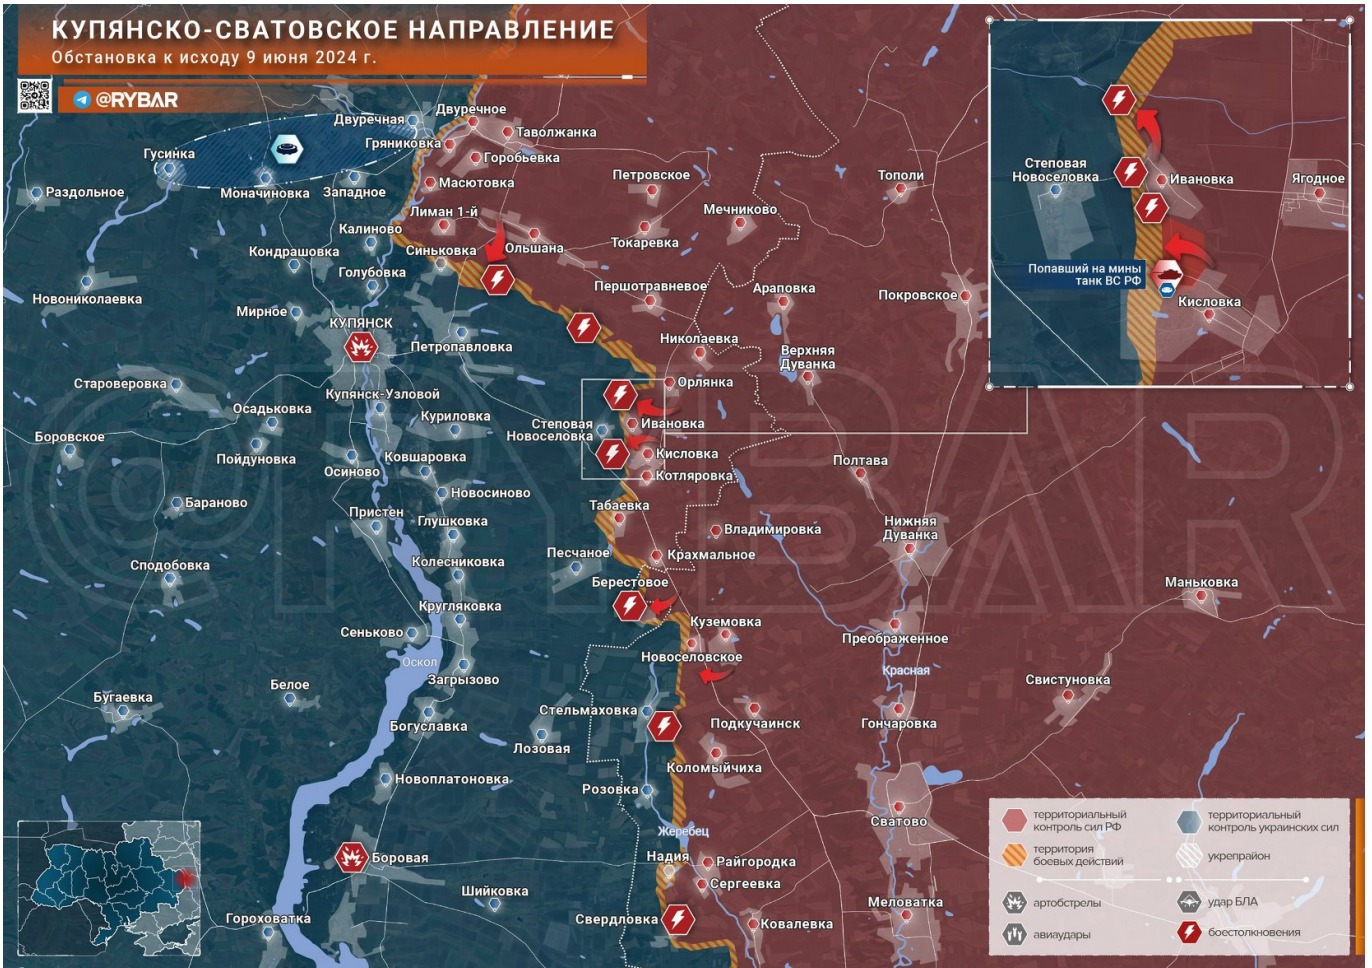 КУПЯНСКО-СВАТОВСКОЕ НАПРАВЛЕНИЕ
Обстановка к исходу 9 июня 2024 г.
@RYBAR
Двуречная
Двуречное
Таволжанка
Гряниковка
Горобьевка
Гусинка
Моначиновка
Западное
Масютовка
Раздольное
Петровское
Тополи
Лиман 1-й
Мечниково
Калиново
Синьковка
Ольшана
Токаревка
Кондрашовка
Голубовка
Новониколаевка
Першотравневое
Араповка
Покровское
Мирное
КУПЯНСК
Петропавловка
Николаевка
Верхняя
Дуванка
Староверовка
Орлянка
Купянск-Узловой
Осадьковка
Куриловка
Степовая
Новоселовка
Ивановка
Боровское
Пойдуновка
Осиново
Ковшаровка
Кисловка
Котляровка
Полтава
Новосиново
Бараново
Пристен
Глушковка
Табаевка
Владимировка
Нижняя
Дуванка
Песчаное
Крахмальное
Сподобовка
Колесниковка
Берестовое
Маньковка
Кругляковка
Куземовка
Сеньково
Преображенное
Новоселовское
Оскол
Загрызово
Красная
Свистуновка
Бугаевка
Белое
Богуславка
Стельмаховка
Подкучаинск
Гончаровка
Лозовая
Коломыйчиха
Новоплатоновка
Розовка
Сватово
Жеребец
Надия
Райгородка
Боровая
Сергеевка
Шийковка
Меловатка
Гороховатка
Свердловка
Ковалевка
Степовая
Новоселовка
Ивановка
Ягодное
Попавший на мины
танк ВС РФ
Кисловка
территориальный
контроль сил РФ
территориальный
контроль украинских сил
территория
боевых действий
укрепрайон
артобстрелы
удар БЛА
авиаудары
боестолкновения
@RYBAR